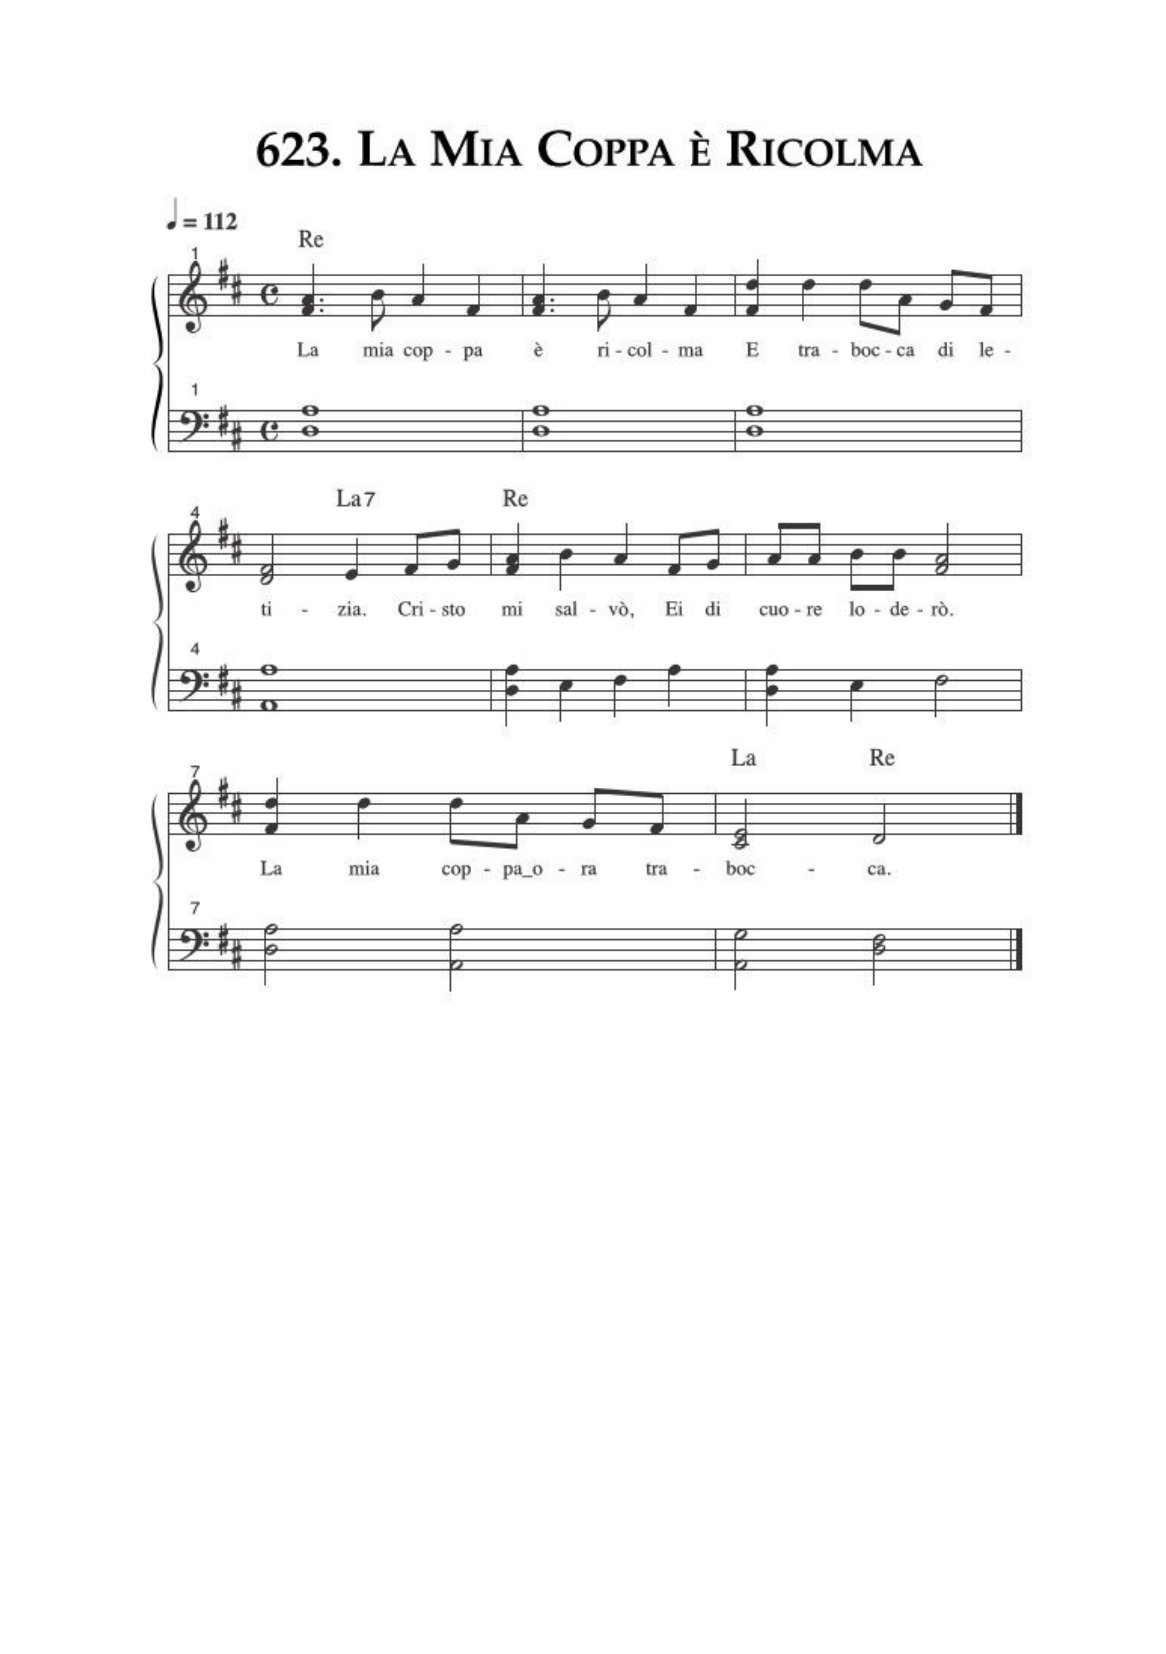 623. La Mia Coppa è Ricolma
= 112
Re
1
La mia cop - pa è ri - col - ma E tra - boc - ca di le -
1
La7 Re
4
ti - zia. Cri - sto mi sal - vò, Ei di cuo - re lo - de - rò.
4
La Re
7
La mia cop - pa_o - ra tra - boc - ca.
7